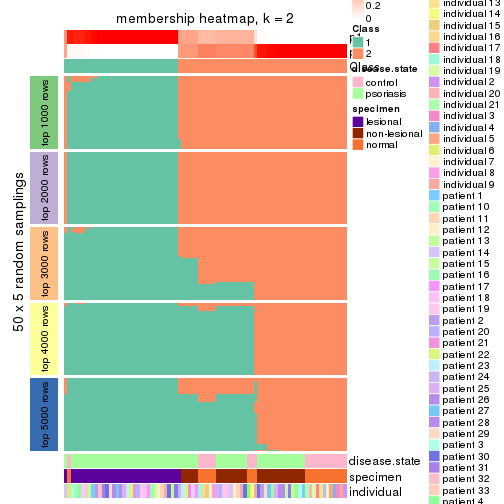 membership heatmap, k = 2
50 x 5 random samplings
top 1000 rows
top 2000 rows
top 3000 rows
top 4000 rows
top 5000 rows
Class
disease.state
specimen
individual
0.2
0
Class
1
2
disease.state
control
psoriasis
specimen
lesional
non-lesional
normal
individual 13
individual 14
individual 15
individual 16
individual 17
individual 18
individual 19
individual 2
individual 20
individual 21
individual 3
individual 4
individual 5
individual 6
individual 7
individual 8
individual 9
patient 1
patient 10
patient 11
patient 12
patient 13
patient 14
patient 15
patient 16
patient 17
patient 18
patient 19
patient 2
patient 20
patient 21
patient 22
patient 23
patient 24
patient 25
patient 26
patient 27
patient 28
patient 29
patient 3
patient 30
patient 31
patient 32
patient 33
patient 4